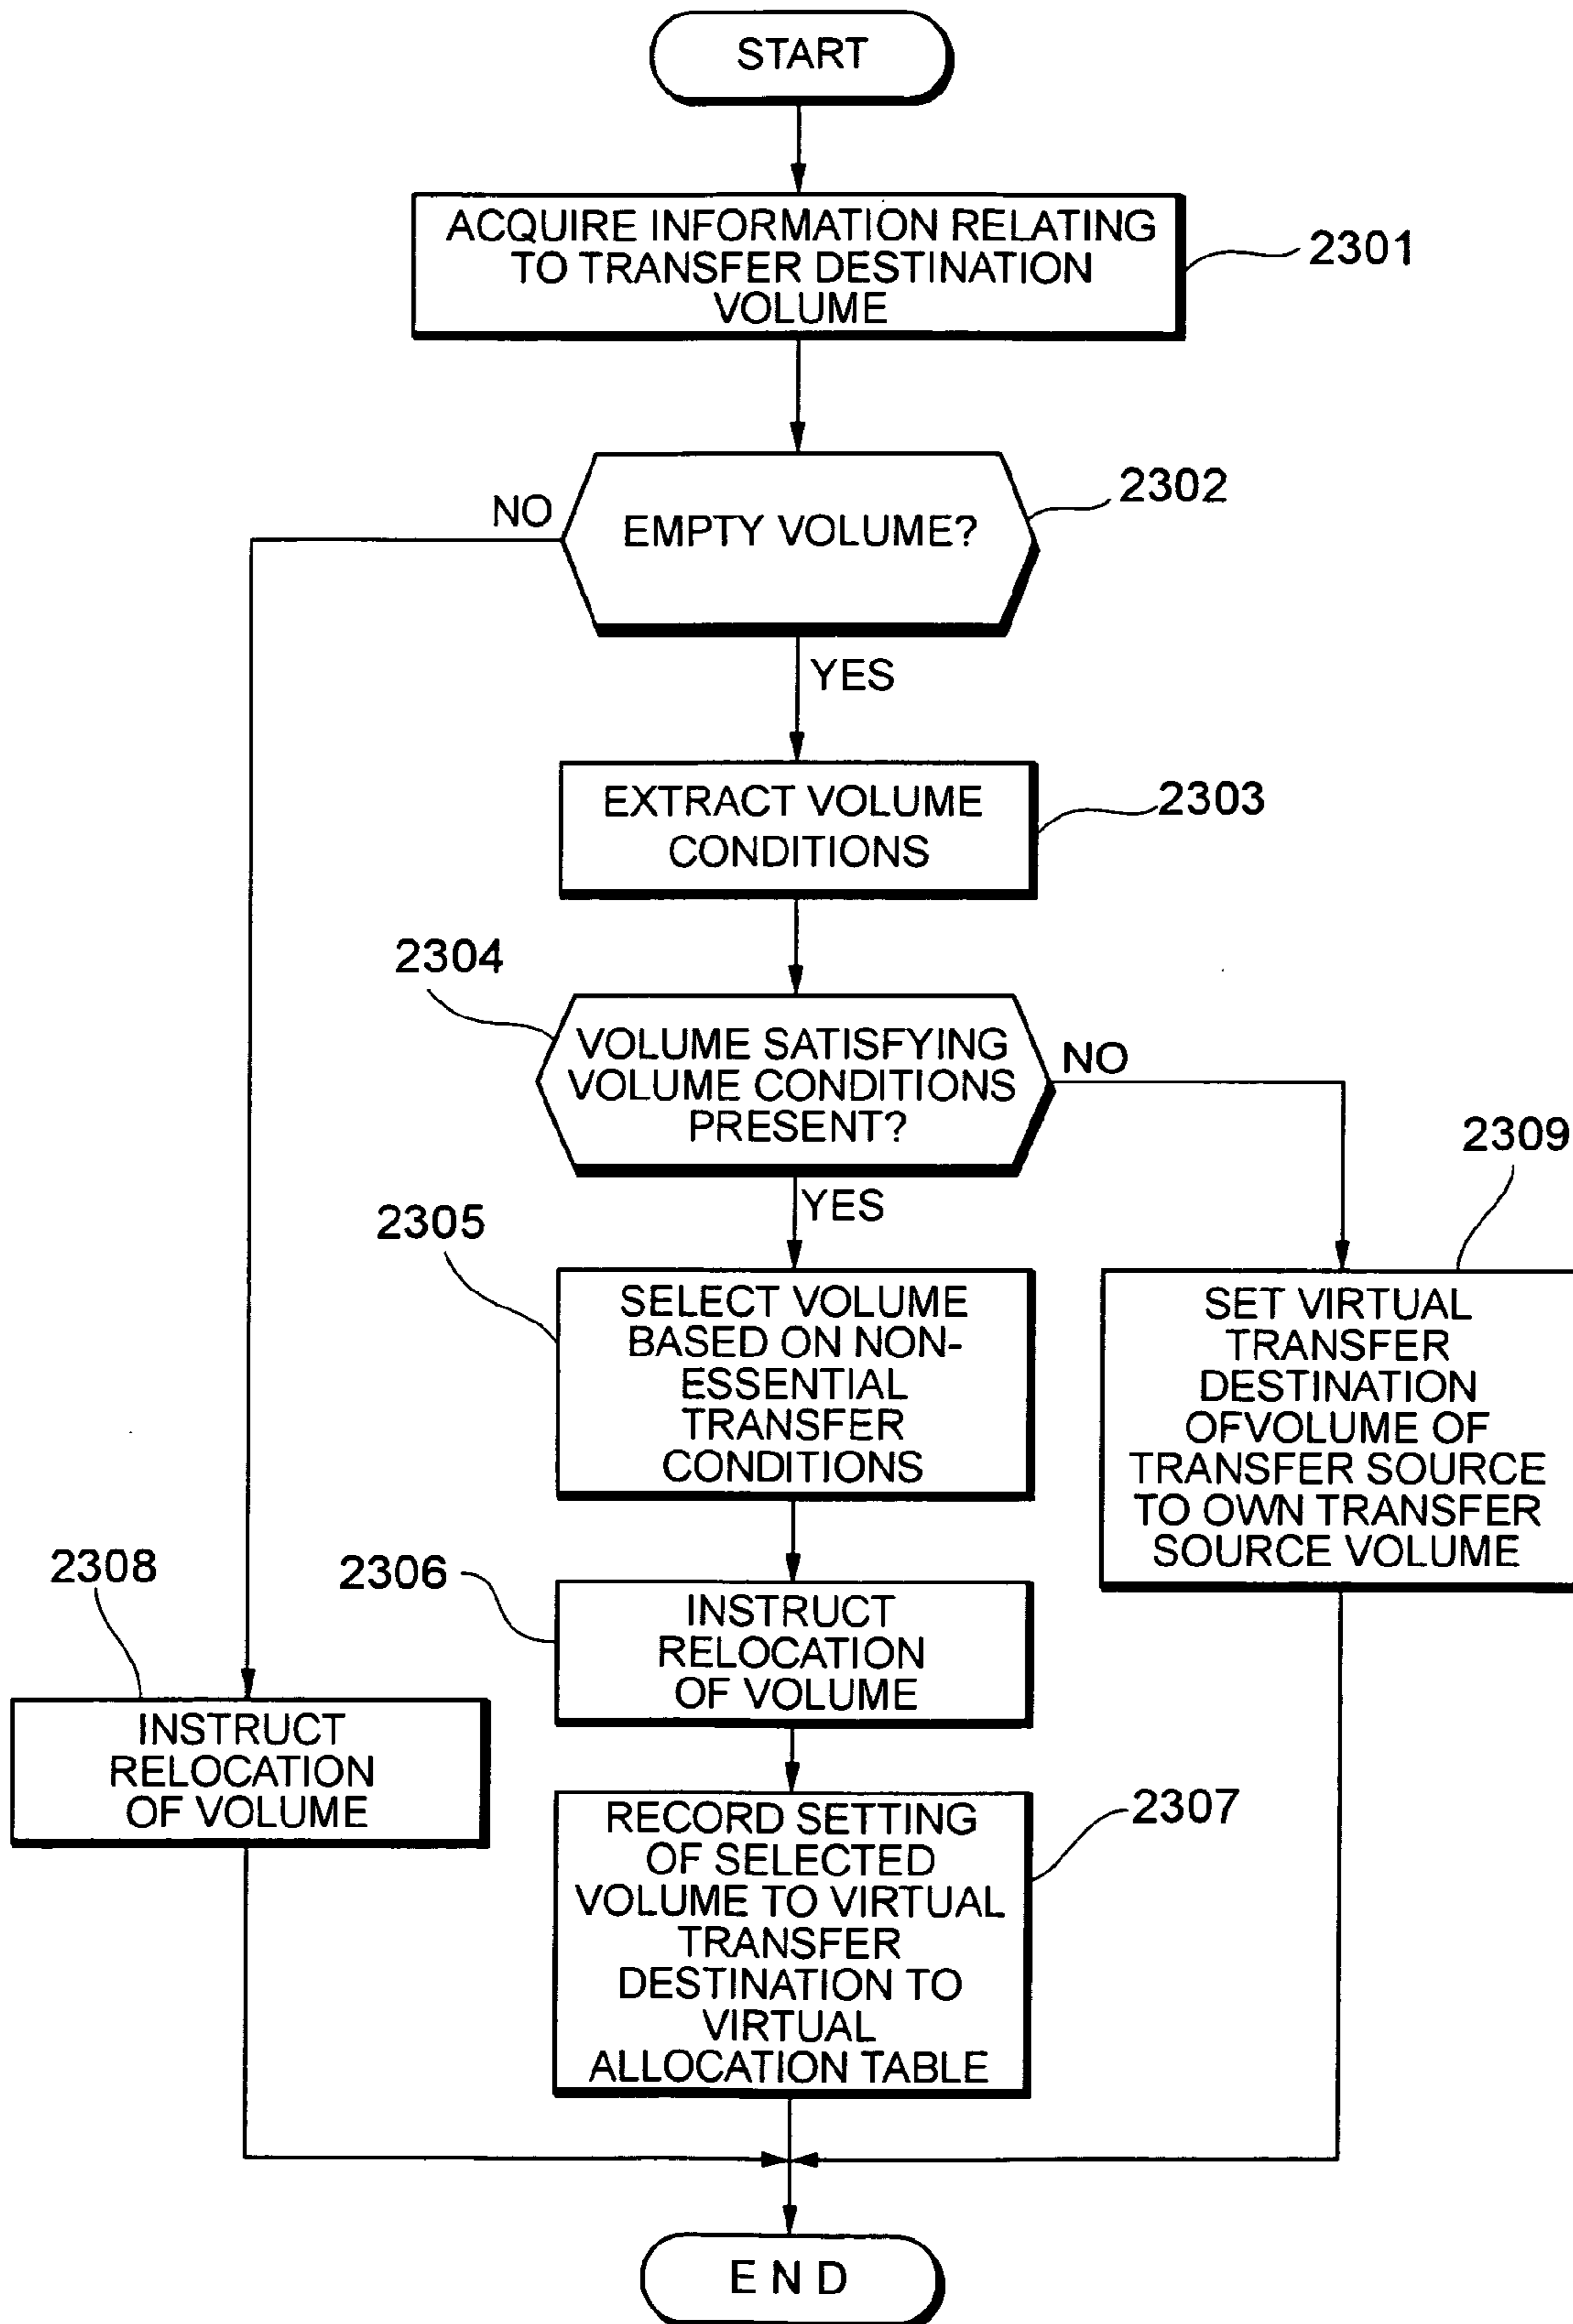 START
ACQUIRE INFORMATION RELATING
TO TRANSFER DESTINATION
VOLUME
2301
2302
NO
EMPTY VOLUME?
YES
EXTRACT VOLUME
CONDITIONS
2303
2304
VOLUME SATISFYING
VOLUME CONDITIONS
PRESENT?
NO
YES
2305
SELECT VOLUME
BASED ON NON-
ESSENTIAL
TRANSFER
CONDITIONS
2309
SET VIRTUAL
TRANSFER
DESTINATION
OFVOLUME OF
TRANSFER SOURCE
TO OWN TRANSFER
SOURCE VOLUME
2306
INSTRUCT
RELOCATION
OF VOLUME
2308
INSTRUCT
RELOCATION
OF VOLUME
2307
RECORD SETTING
OF SELECTED
VOLUME TO VIRTUAL
TRANSFER
DESTINATION TO
VIRTUAL
ALLOCATION TABLE
END